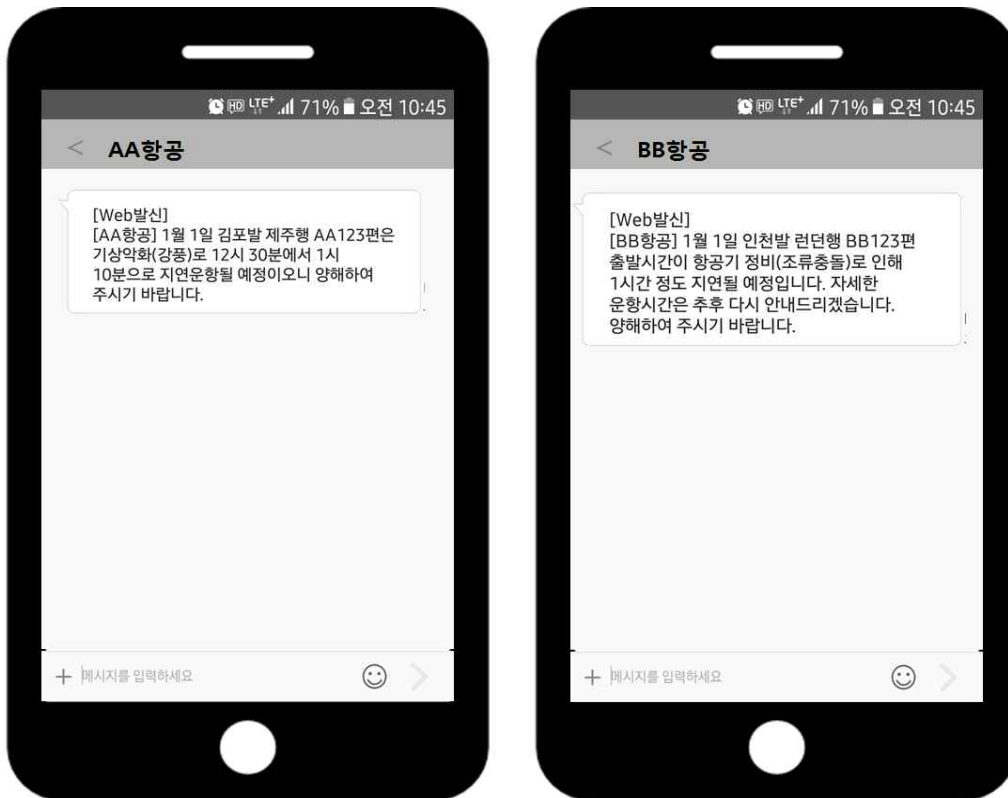 HD LTE+ 71% 오전 10:45
< AA항공
[Web발신]
[AA항공] 1월 1일 김포발 제주행 AA123편은
기상악화(강풍)로 12시 30분에서 1시
10분으로 지연운항될 예정이오니 양해하여
주시기 바랍니다.
메시지를 입력하세요
HD LTE+ 71% 오전 10:45
< BB항공
[Web발신]
[BB항공] 1월 1일 인천발 런던행 BB123편
출발시간이 항공기 정비(조류충돌)로 인해
1시간 정도 지연될 예정입니다. 자세한
운항시간은 추후 다시 안내드리겠습니다.
양해하여 주시기 바랍니다.
메시지를 입력하세요